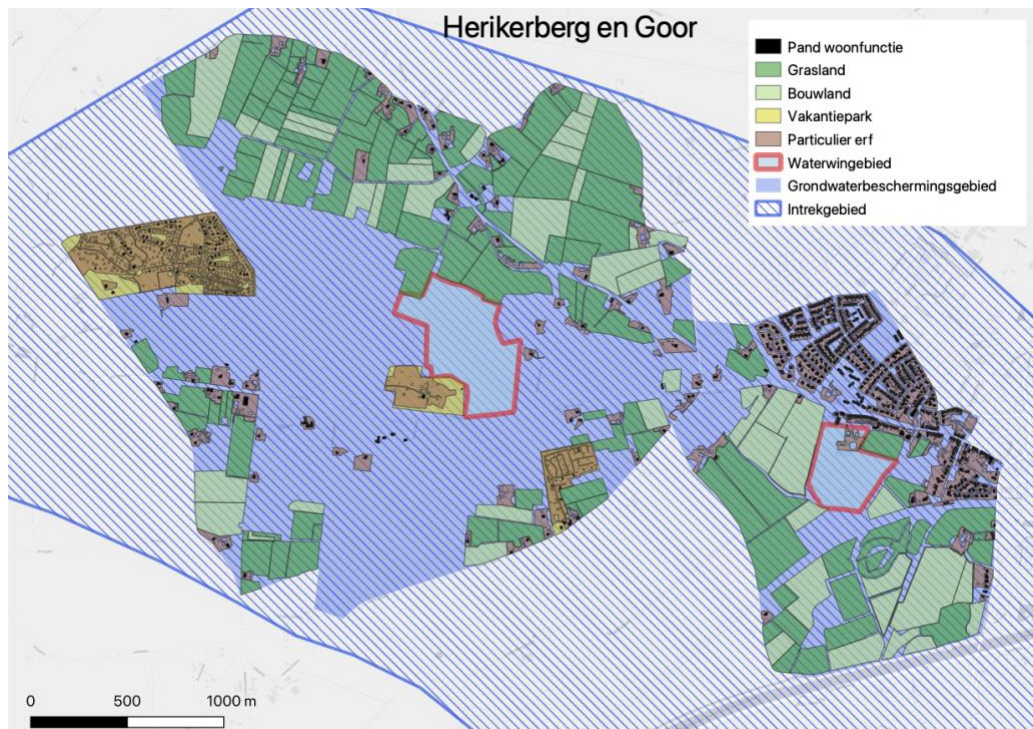 Herikerberg en Goor
Pand woonfunctie
Grasland
Bouwland
Vakantiepark
Particulier erf
Waterwingebied
Grondwaterbeschermingsgebied
Intrekgebied
0 500 1000 m